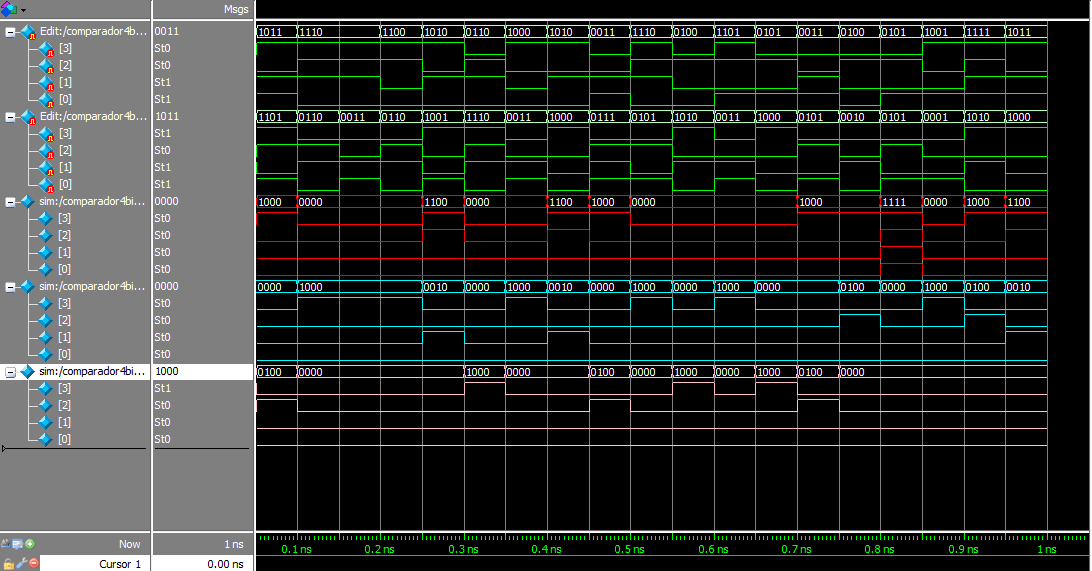 Msgs
Edit:/comparador4b... 0011 1011 1110 1100 1010 0110 1000 1010 0011 1110 0100 1101 0101 0011 0100 0101 1001 1111 1011
[3] St0
[2] St0
[1] St1
[0] St1
Edit:/comparador4b... 1011 1101 0110 0011 0110 1001 1110 0011 1000 0111 0101 1011 0011 1000 0101 0010 0101 0001 1010 1000
[3] St1
[2] St0
[1] St1
[0] St1
sim:/comparador4bi... 0000 1000 0000 1100 0000 1100 1000 0000 1000 1111 0000 1000 1100
[3] St0
[2] St0
[1] St0
[0] St0
sim:/comparador4bi... 0000 0000 1000 0010 0000 1000 0010 0000 1000 0000 1000 0000 0100 0000 1000 0100 0010
[3] St0
[2] St0
[1] St0
[0] St0
sim:/comparador4bi... 1000 0100 0000 1000 0000 0100 0000 1000 0000 1000 0100 0000
[3] St1
[2] St0
[1] St0
[0] St0
Now 1 ns 0.1 ns 0.2 ns 0.3 ns 0.4 ns 0.5 ns 0.6 ns 0.7 ns 0.8 ns 0.9 ns 1 ns
Cursor 1 0.00 ns